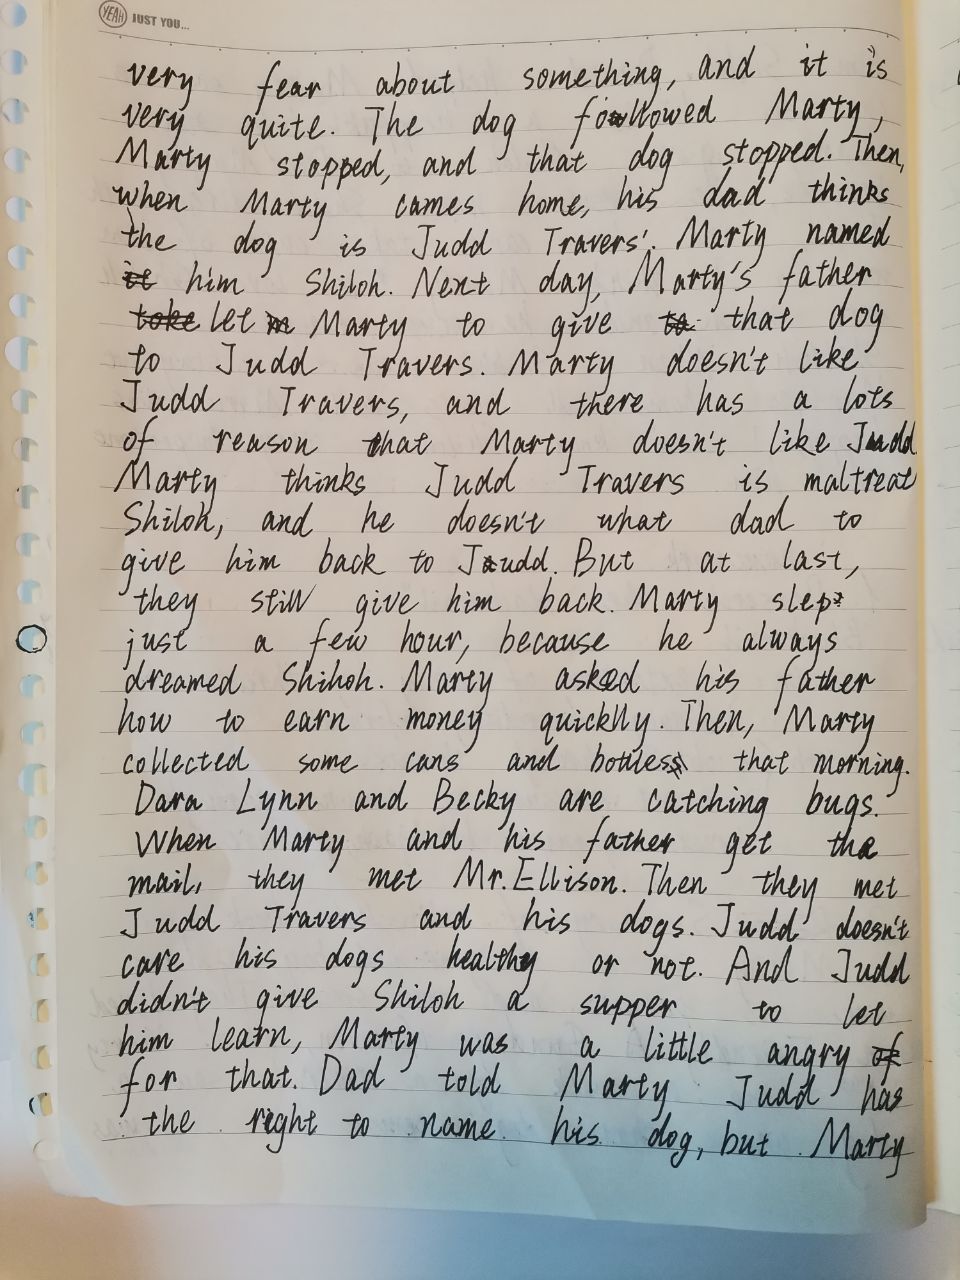 YEAH JUST YOU...
very fear about something, and it is
very quite. The dog followed Marty,
Marty stopped, and that dog stopped. Then,
when Marty cames home, his dad thinks
the dog is Judd Travers'. Marty named
him Shiloh. Next day, Marty's father
let Marty to give that dog
to Judd Travers. Marty doesn't like
Judd Travers, and there has a lots
of reason that Marty doesn't like Judd
Marty thinks Judd Travers is maltreat
Shiloh, and he doesn't what dad to
give him back to Judd. But at last,
they still give him back. Marty slept
just a few hour, because he always
dreamed Shihoh. Marty asked his father
how to earn money quicklly. Then, Marty
collected some cans and bottles that morning.
Dara Lynn and Becky are catching bugs.
When Marty and his father get the
mail, they met Mr. Ellison. Then they met
Judd Travers and his dogs. Judd doesn't
care his dogs healthy or not. And Judd
didn't give Shiloh a supper to let
him learn, Marty was a little angry
for that. Dad told Marty Judd has
the right to name his dog, but Marty